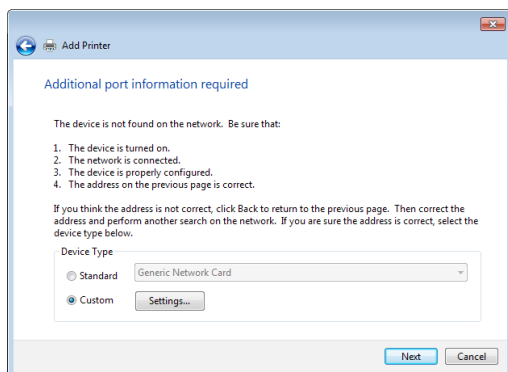 Add Printer
Additional port information required
The device is not found on the network. Be sure that:
1. The device is turned on.
2. The network is connected.
3. The device is properly configured.
4. The address on the previous page is correct.
If you think the address is not correct, click Back to return to the previous page. Then correct the
address and perform another search on the network. If you are sure the address is correct, select the
device type below.
Device Type
Standard Generic Network Card
Custom Settings...
Next Cancel